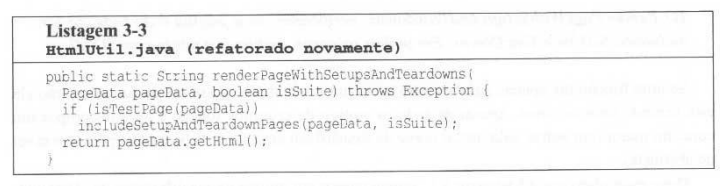 Listagem 3-3
HtmlUtil.java (refatorado novamente)
public static String renderPageWithSetupsAndTeardowns(
PageData pageData, boolean isSuite) throws Exception {
if (isTestPage(pageData))
includeSetupAndTeardownPages(pageData, isSuite);
return pageData.getHtml();
}